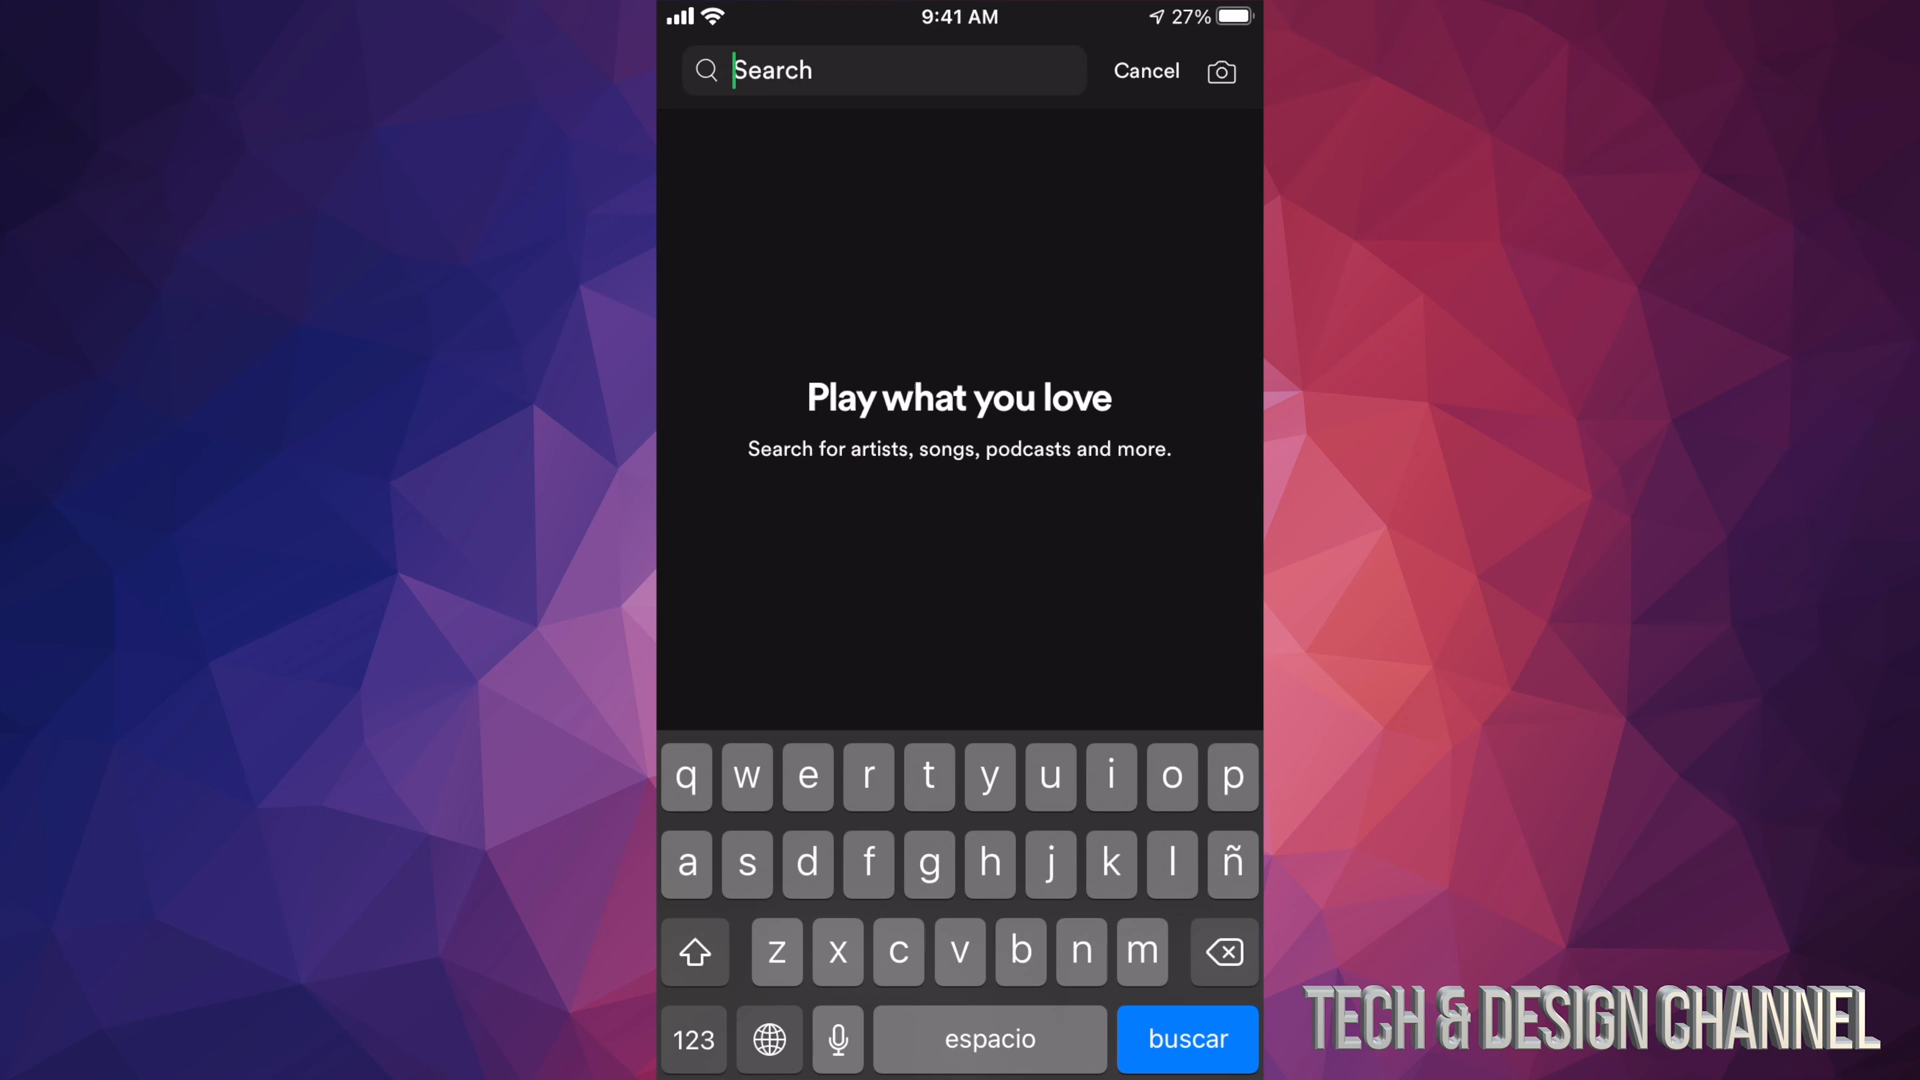 9:41 AM 27%
Search Cancel
Play what you love
Search for artists, songs, podcasts and more.
q w e r t y u i o p
a s d f g h j k l ñ
z x c v b n m
123 espacio buscar
TECH & DESIGN CHANNEL